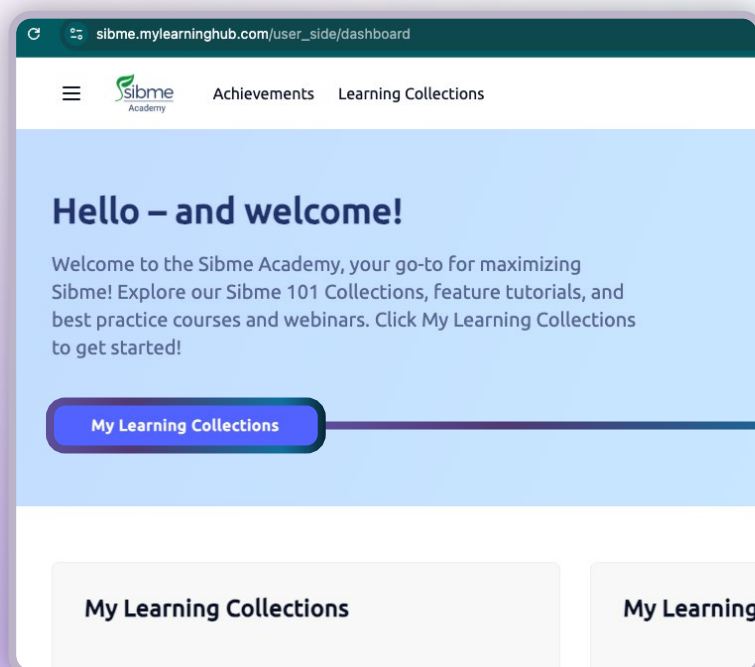 sibme.mylearninghub.com/user_side/dashboard
sibme
Academy
Achievements
Learning Collections
Hello – and welcome!
Welcome to the Sibme Academy, your go-to for maximizing
Sibme! Explore our Sibme 101 Collections, feature tutorials, and
best practice courses and webinars. Click My Learning Collections
to get started!
My Learning Collections
My Learning Collections
My Learning